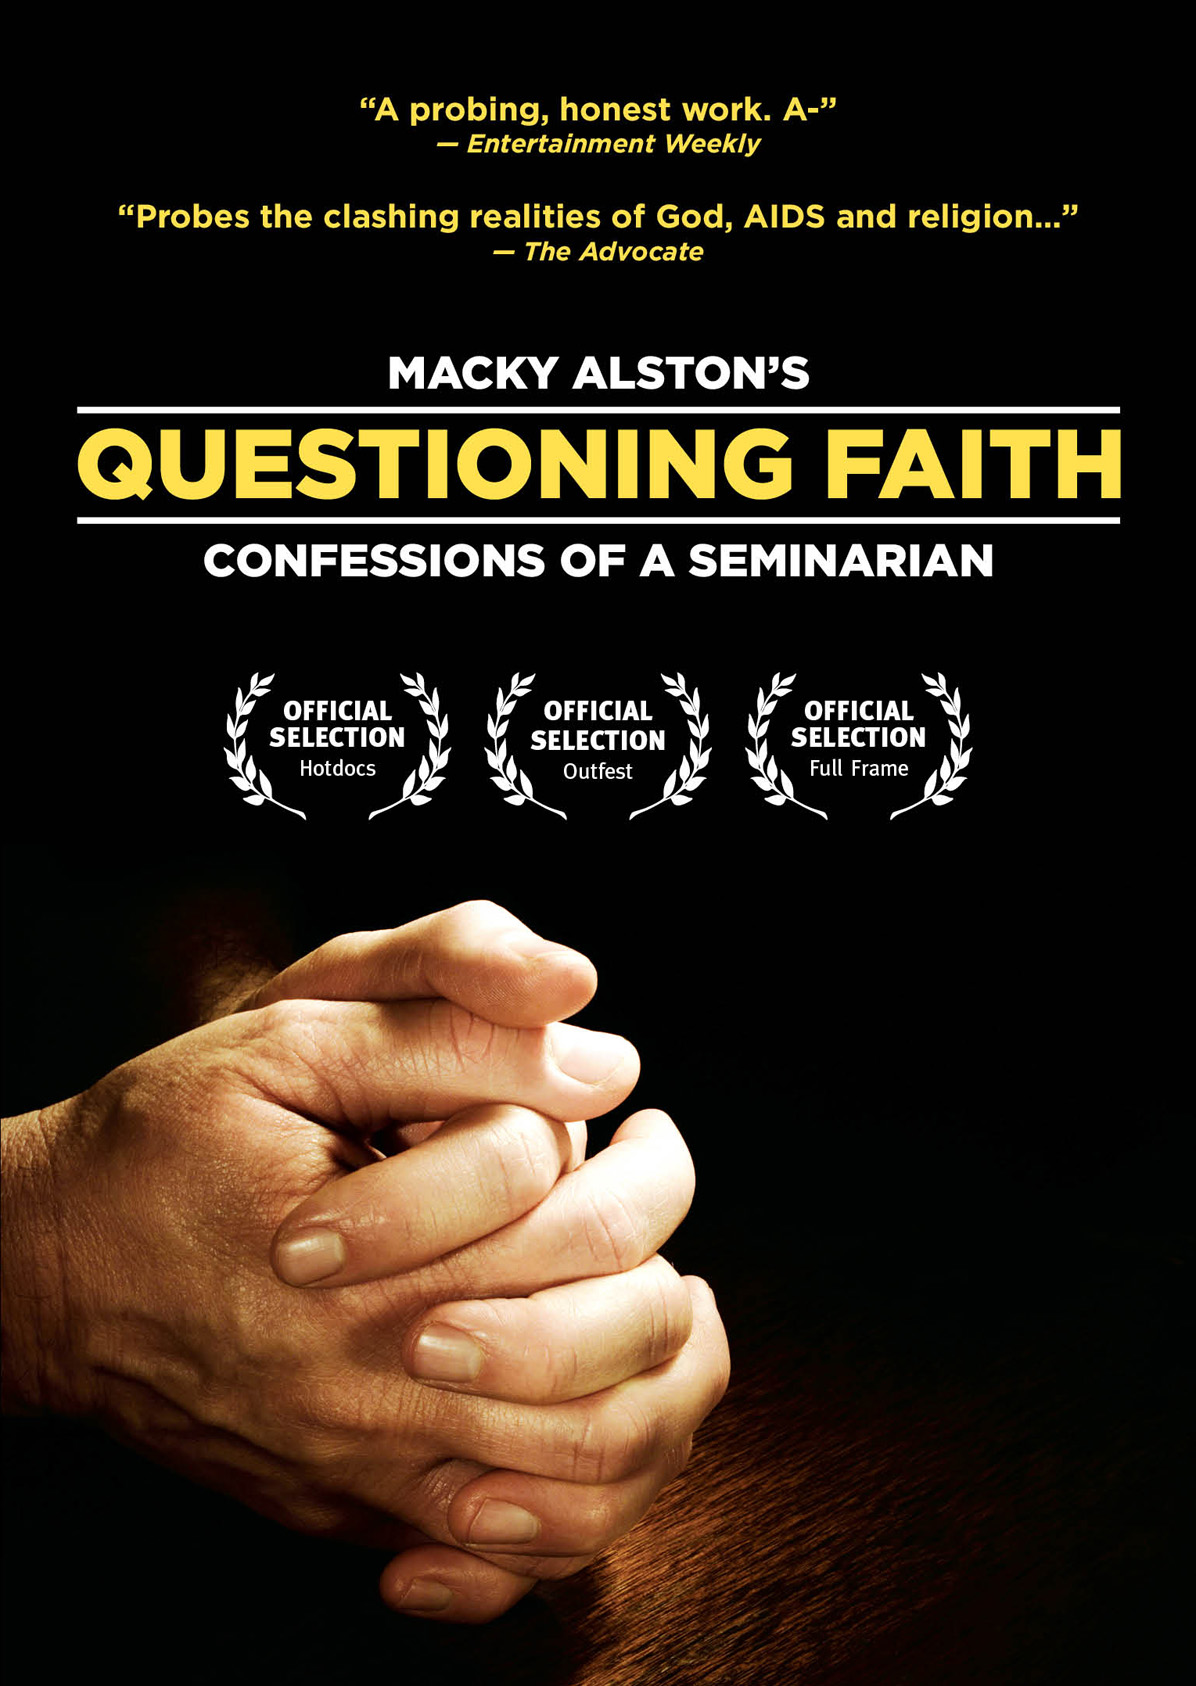 “A probing, honest work. A-”
— Entertainment Weekly
“Probes the clashing realities of God, AIDS and religion...”
— The Advocate
MACKY ALSTON’S
QUESTIONING FAITH
CONFESSIONS OF A SEMINARIAN
OFFICIAL
SELECTION
Hotdocs
OFFICIAL
SELECTION
Outfest
OFFICIAL
SELECTION
Full Frame